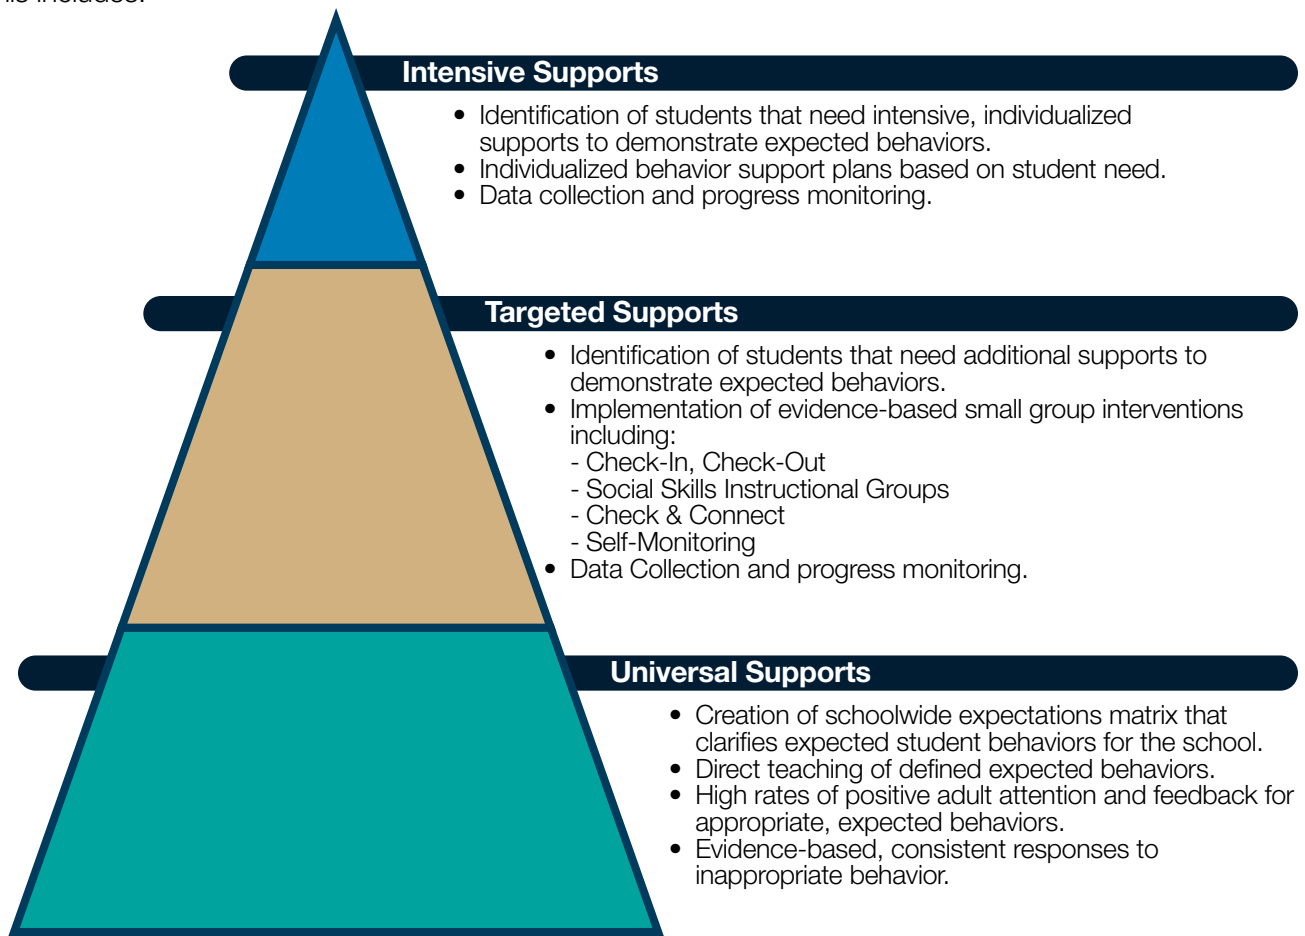 Intensive Supports
• Identification of students that need intensive, individualized
supports to demonstrate expected behaviors.
• Individualized behavior support plans based on student need.
• Data collection and progress monitoring.
Targeted Supports
• Identification of students that need additional supports to
demonstrate expected behaviors.
• Implementation of evidence-based small group interventions
including:
- Check-In, Check-Out
- Social Skills Instructional Groups
- Check & Connect
- Self-Monitoring
• Data Collection and progress monitoring.
Universal Supports
• Creation of schoolwide expectations matrix that
clarifies expected student behaviors for the school.
• Direct teaching of defined expected behaviors.
• High rates of positive adult attention and feedback for
appropriate, expected behaviors.
• Evidence-based, consistent responses to
inappropriate behavior.